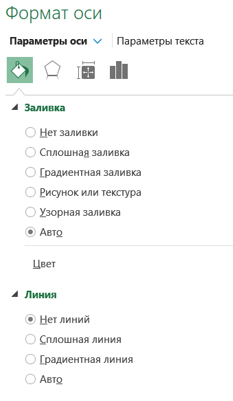 Формат оси
Параметры оси Параметры текста
Заливка
Нет заливки
Сплошная заливка
Градиентная заливка
Рисунок или текстура
Узорная заливка
Авто
Цвет
Линия
Нет линий
Сплошная линия
Градиентная линия
Авто